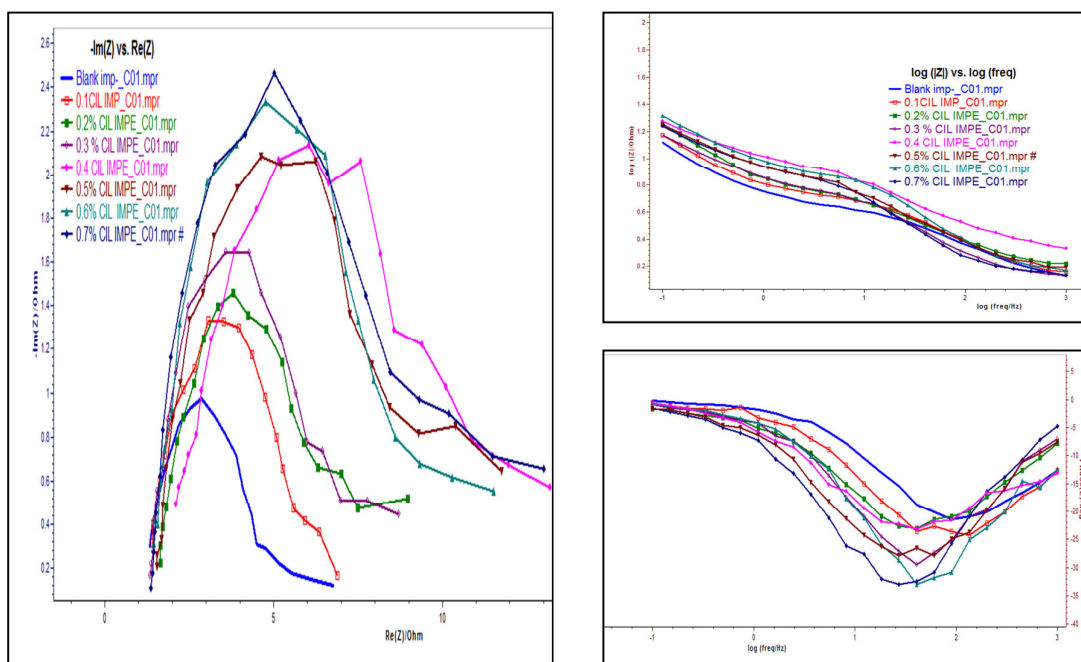 -Im(Z) vs. Re(Z)
Blank imp-_C01.mpr
0.1CIL IMP_C01.mpr
0.2% CIL IMPE_C01.mpr
0.3 % CIL IMPE_C01.mpr
0.4 CIL IMPE_C01.mpr
0.5% CIL IMPE_C01.mpr
0.6% CIL IMPE_C01.mpr
0.7% CIL IMPE_C01.mpr #
-Im(Z)/Ohm
2.6
2.4
2.2
2
1.8
1.6
1.4
1.2
1
0.8
0.6
0.4
0.2
0 5 10
Re(Z)/Ohm
log (|Z|) vs. log (freq)
Blank imp-_C01.mpr
0.1CIL IMP_C01.mpr
0.2% CIL IMPE_C01.mpr
0.3 % CIL IMPE_C01.mpr
0.4 CIL IMPE_C01.mpr
0.5% CIL IMPE_C01.mpr #
0.6% CIL IMPE_C01.mpr
0.7% CIL IMPE_C01.mpr
log (|Z|/Ohm)
2
1.8
1.6
1.4
1.2
1
0.8
0.6
0.4
0.2
-1 0 1 2 3
log (freq/Hz)
0
-5
-10
-15
-20
-25
-30
-35
-40
-1 0 1 2 3
log (freq/Hz)